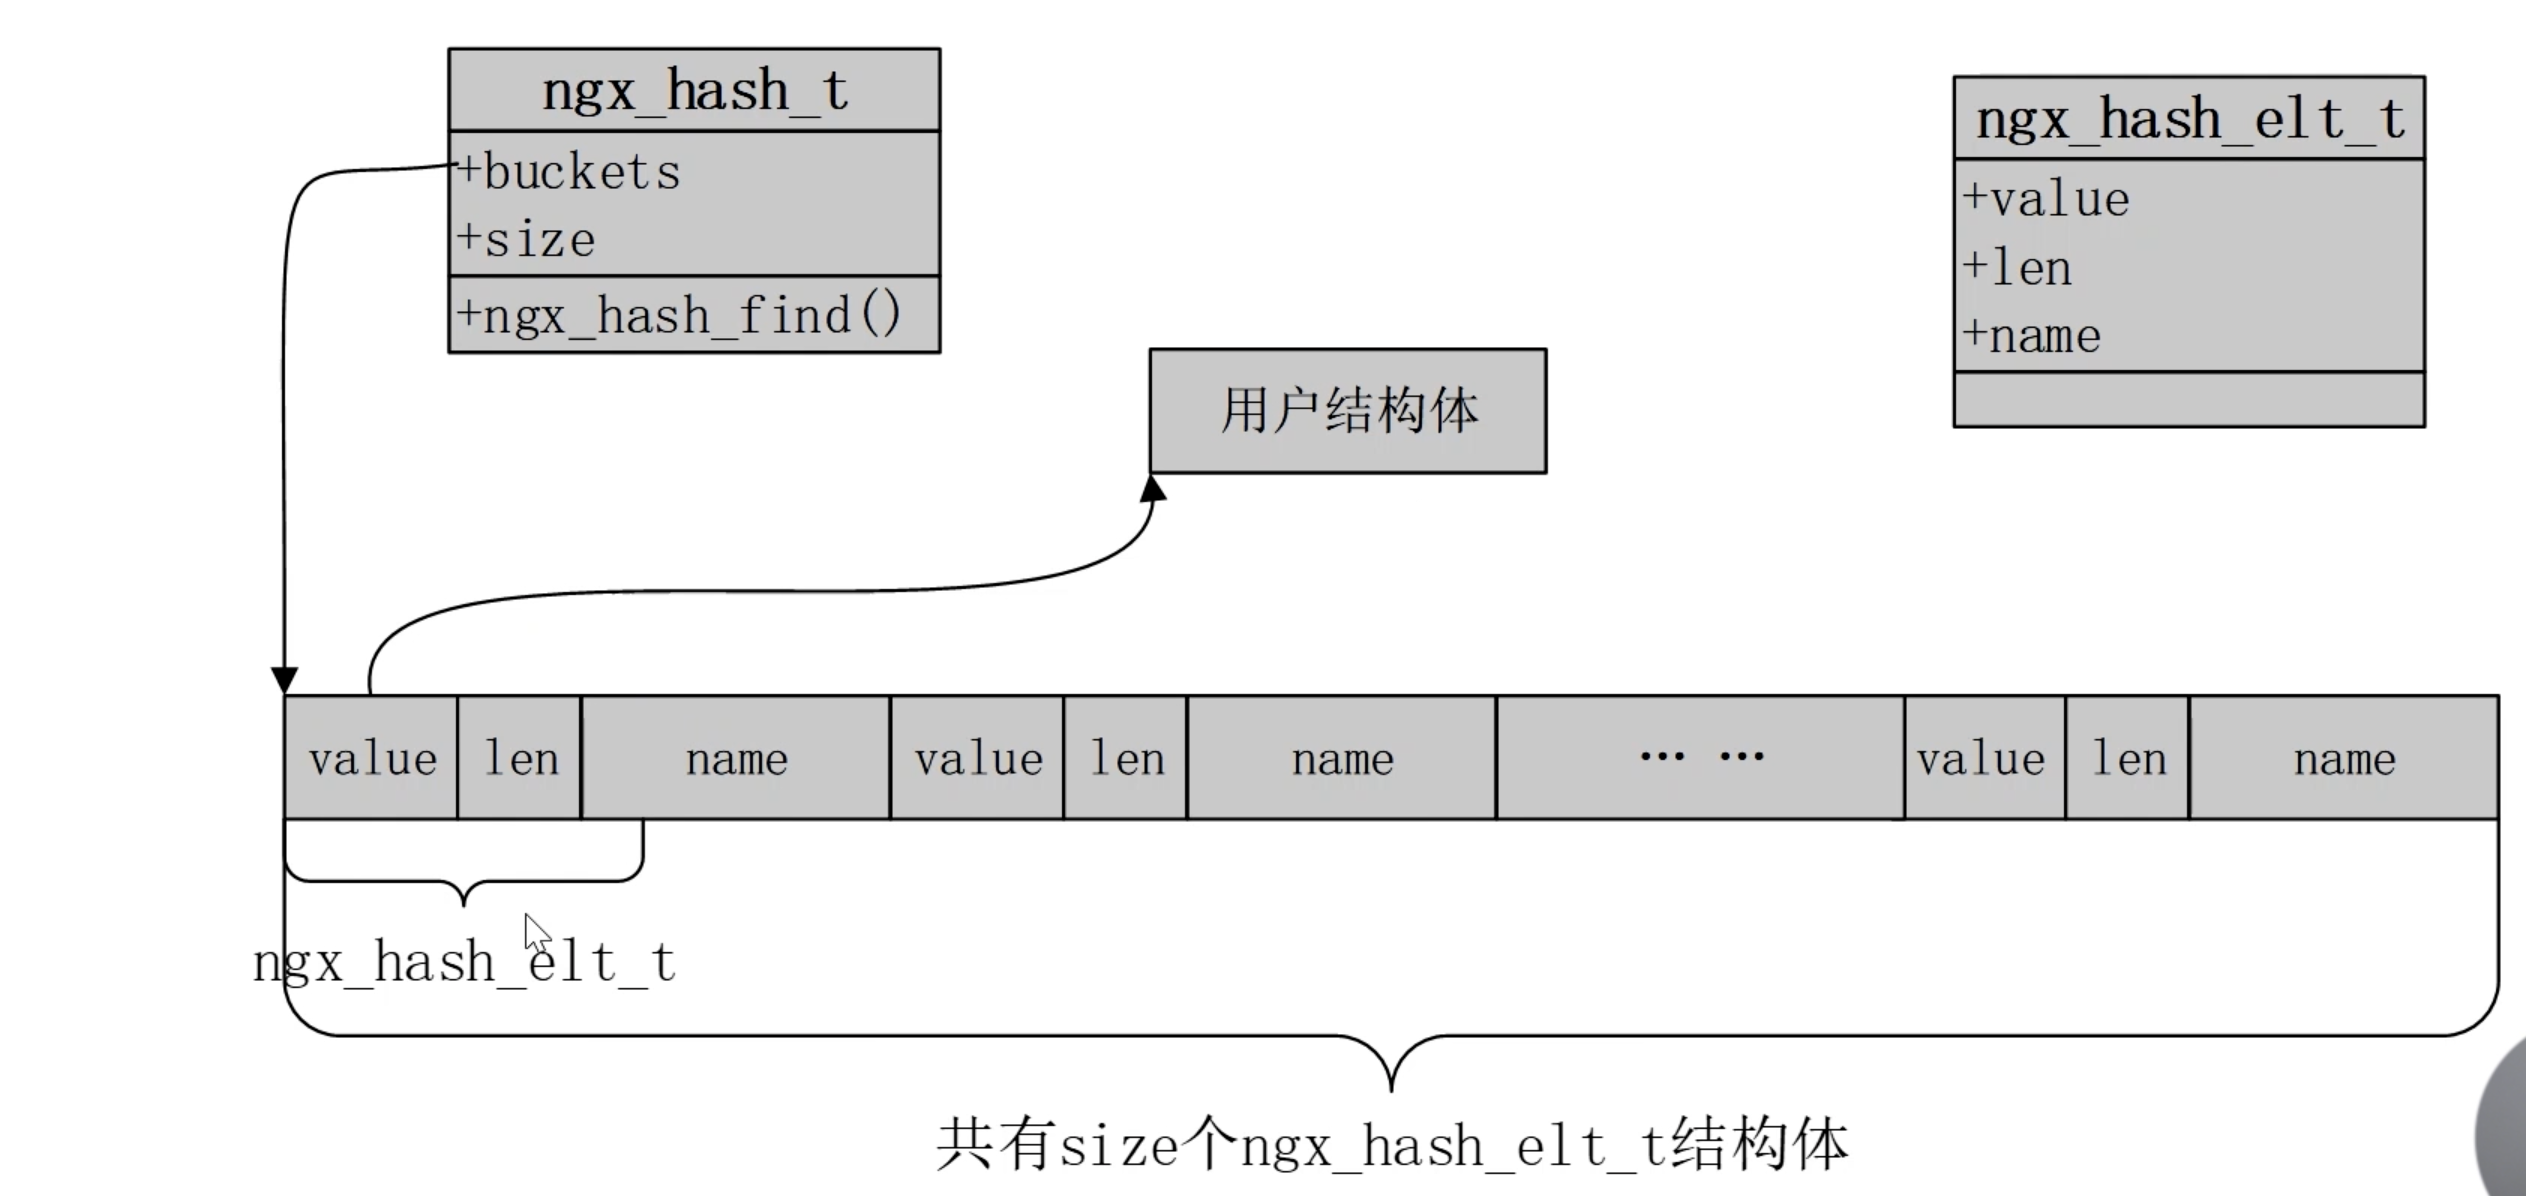 ngx_hash_t
+buckets
+size
+ngx_hash_find()
ngx_hash_elt_t
+value
+len
+name
用户结构体
value len name value len name … … value len name
ngx_hash_elt_t
共有size个ngx_hash_elt_t结构体